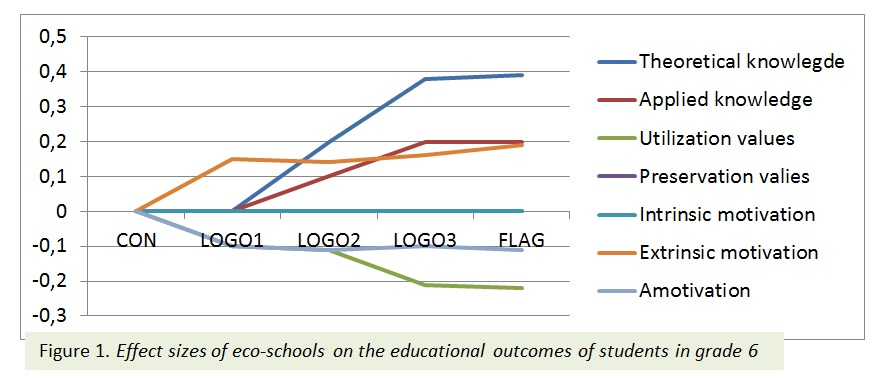 0,5
0,4
0,3
0,2
0,1
0
-0,1
-0,2
-0,3
CON LOGO1 LOGO2 LOGO3 FLAG
Theoretical knowlegde
Applied knowledge
Utilization values
Preservation valies
Intrinsic motivation
Extrinsic motivation
Amotivation
Figure 1. Effect sizes of eco-schools on the educational outcomes of students in grade 6